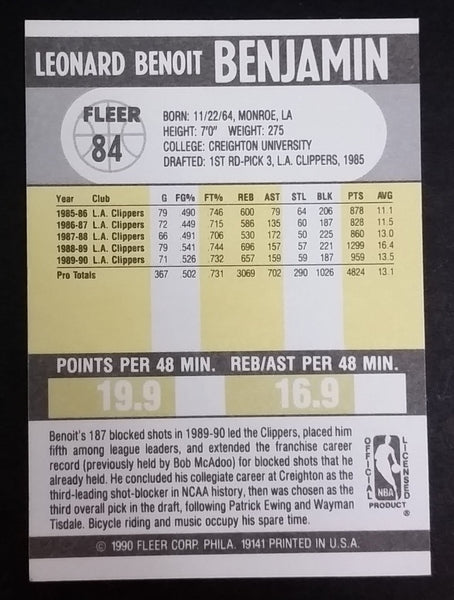 LEONARD BENOIT BENJAMIN
FLEER
84
BORN: 11/22/64, MONROE, LA
HEIGHT: 7'0" WEIGHT: 275
COLLEGE: CREIGHTON UNIVERSITY
DRAFTED: 1ST RD-PICK 3, L.A. CLIPPERS, 1985
Year Club G FG% FT% REB AST STL BLK PTS AVG
1985-86 L.A. Clippers 79 .490 .746 600 79 64 206 878 11.1
1986-87 L.A. Clippers 72 .449 .715 586 135 60 187 828 11.5
1987-88 L.A. Clippers 66 .491 .706 530 172 50 225 860 13.0
1988-89 L.A. Clippers 79 .541 .744 696 157 57 221 1299 16.4
1989-90 L.A. Clippers 71 .526 .732 657 159 59 187 959 13.5
Pro Totals 367 .502 .731 3069 702 290 1026 4824 13.1
POINTS PER 48 MIN. REB/AST PER 48 MIN.
19.9 16.9
Benoit's 187 blocked shots in 1989-90 led the Clippers, placed him
fifth among league leaders, and extended the franchise career
record (previously held by Bob McAdoo) for blocked shots that he
already held. He concluded his collegiate career at Creighton as the
third-leading shot-blocker in NCAA history, then was chosen as the
third overall pick in the draft, following Patrick Ewing and Wayman
Tisdale. Bicycle riding and music occupy his spare time.
OFFICIAL
LICENSED
NBA
PRODUCT ®
© 1990 FLEER CORP. PHILA. 19141 PRINTED IN U.S.A.